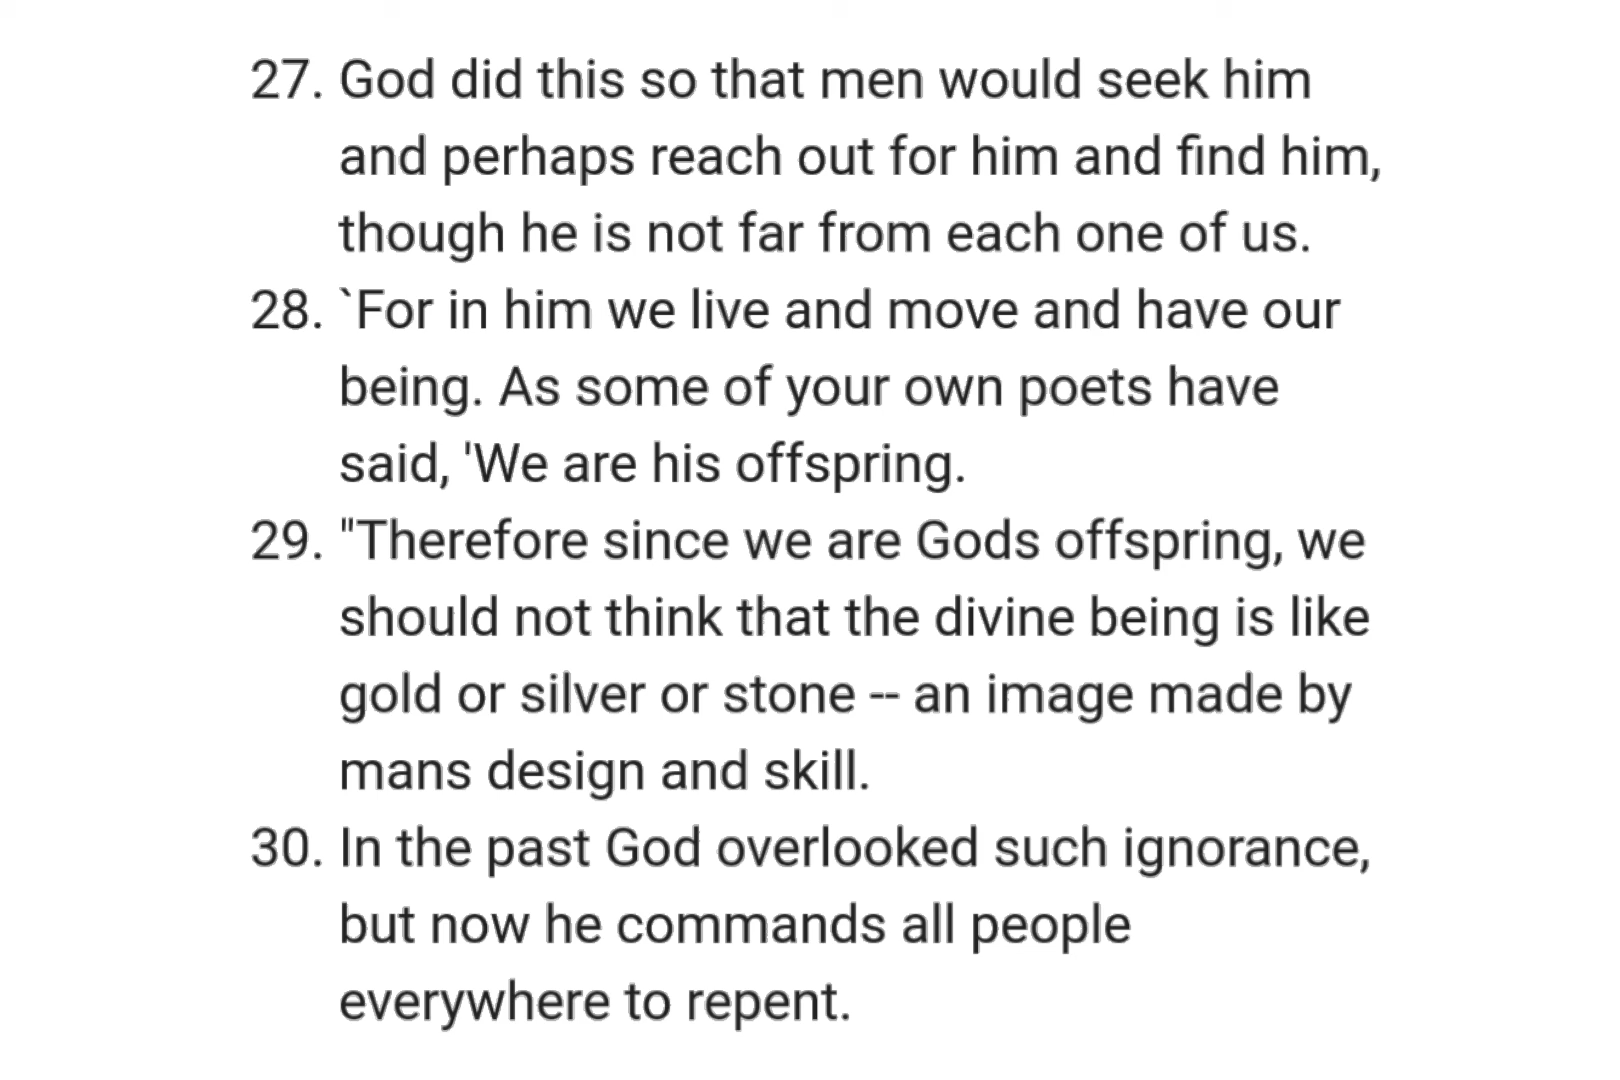 27. God did this so that men would seek him
and perhaps reach out for him and find him,
though he is not far from each one of us.
28. `For in him we live and move and have our
being. As some of your own poets have
said, 'We are his offspring.
29. "Therefore since we are Gods offspring, we
should not think that the divine being is like
gold or silver or stone -- an image made by
mans design and skill.
30. In the past God overlooked such ignorance,
but now he commands all people
everywhere to repent.